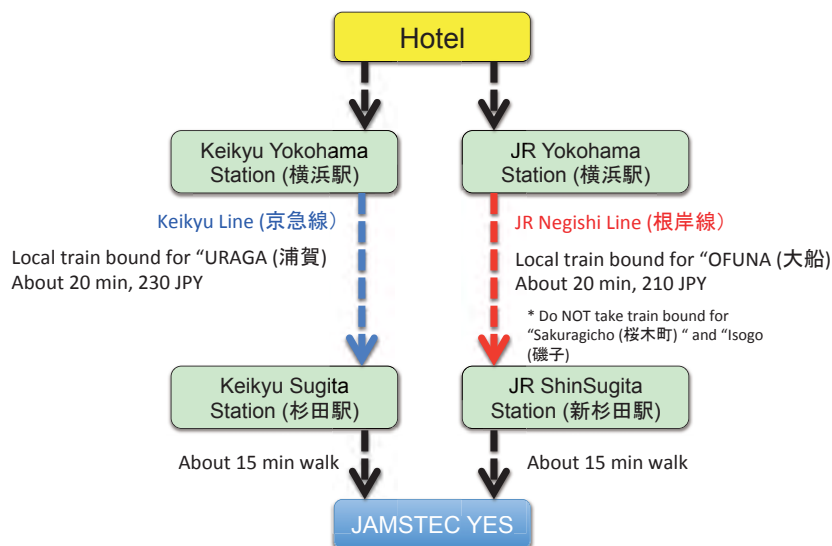 Hotel
Keikyu Yokohama
Station (横浜駅)
JR Yokohama
Station (横浜駅)
Keikyu Line (京急線）
Local train bound for “URAGA (浦賀)
About 20 min, 230 JPY
JR Negishi Line (根岸線）
Local train bound for “OFUNA (大船)
About 20 min, 210 JPY
* Do NOT take train bound for
“Sakuragicho (桜木町) “ and “Isogo
(磯子)
Keikyu Sugita
Station (杉田駅)
JR ShinSugita
Station (新杉田駅)
About 15 min walk
About 15 min walk
JAMSTEC YES